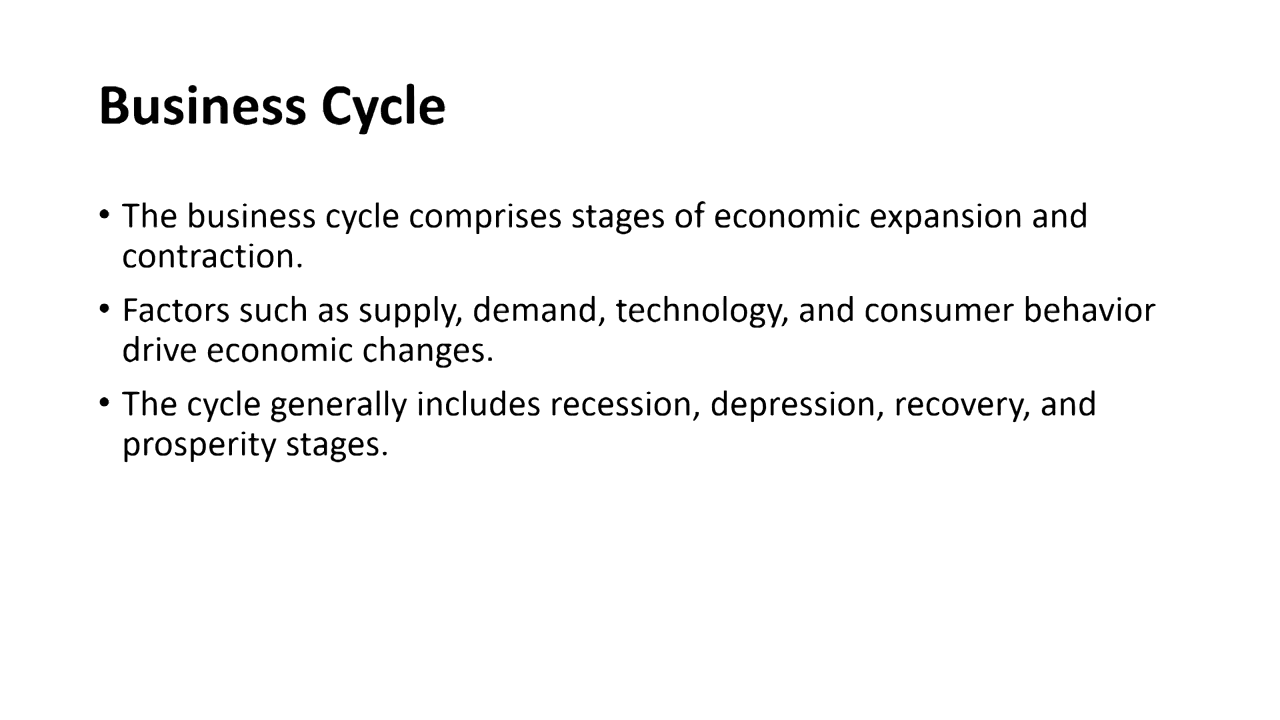 Business Cycle
• The business cycle comprises stages of economic expansion and
contraction.
• Factors such as supply, demand, technology, and consumer behavior
drive economic changes.
• The cycle generally includes recession, depression, recovery, and
prosperity stages.